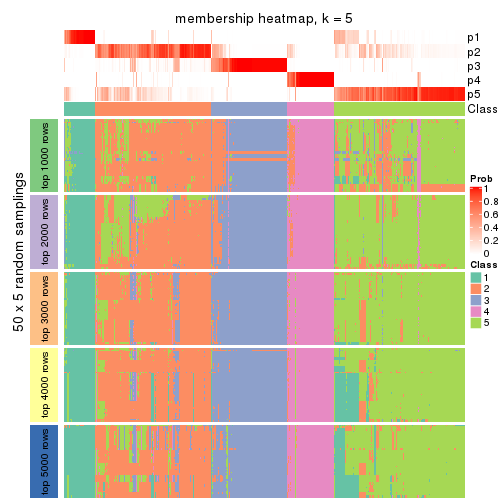 membership heatmap, k = 5
p1
p2
p3
p4
p5
Class
50 x 5 random samplings
top 1000 rows
top 2000 rows
top 3000 rows
top 4000 rows
top 5000 rows
Prob
1
0.8
0.6
0.4
0.2
0
Class
1
2
3
4
5